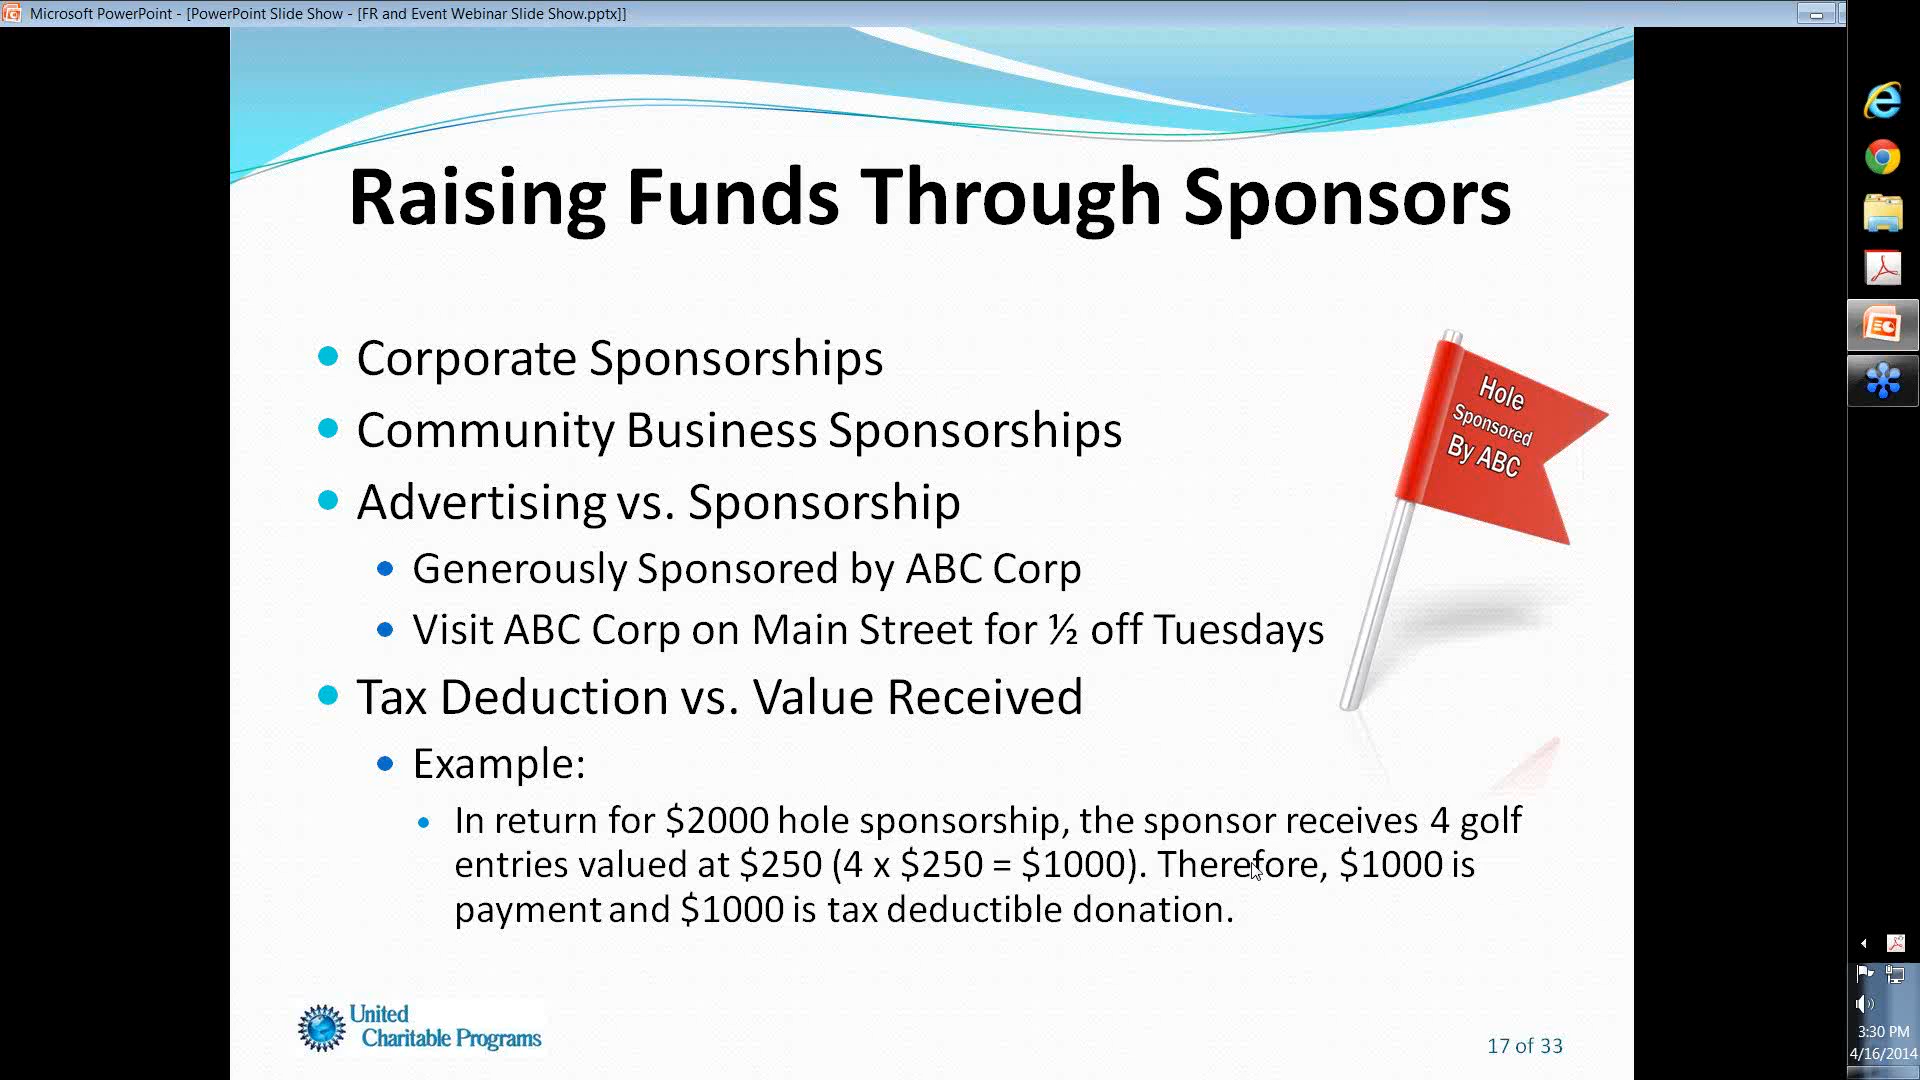 Microsoft PowerPoint - [PowerPoint Slide Show - [FR and Event Webinar Slide Show.pptx]]
Raising Funds Through Sponsors
Corporate Sponsorships
Community Business Sponsorships
Advertising vs. Sponsorship
Generously Sponsored by ABC Corp
Visit ABC Corp on Main Street for ½ off Tuesdays
Tax Deduction vs. Value Received
Example:
In return for $2000 hole sponsorship, the sponsor receives 4 golf
entries valued at $250 (4 x $250 = $1000). Therefore, $1000 is
payment and $1000 is tax deductible donation.
Hole
Sponsored
By ABC
United
Charitable Programs
17 of 33
3:30 PM
4/16/2014